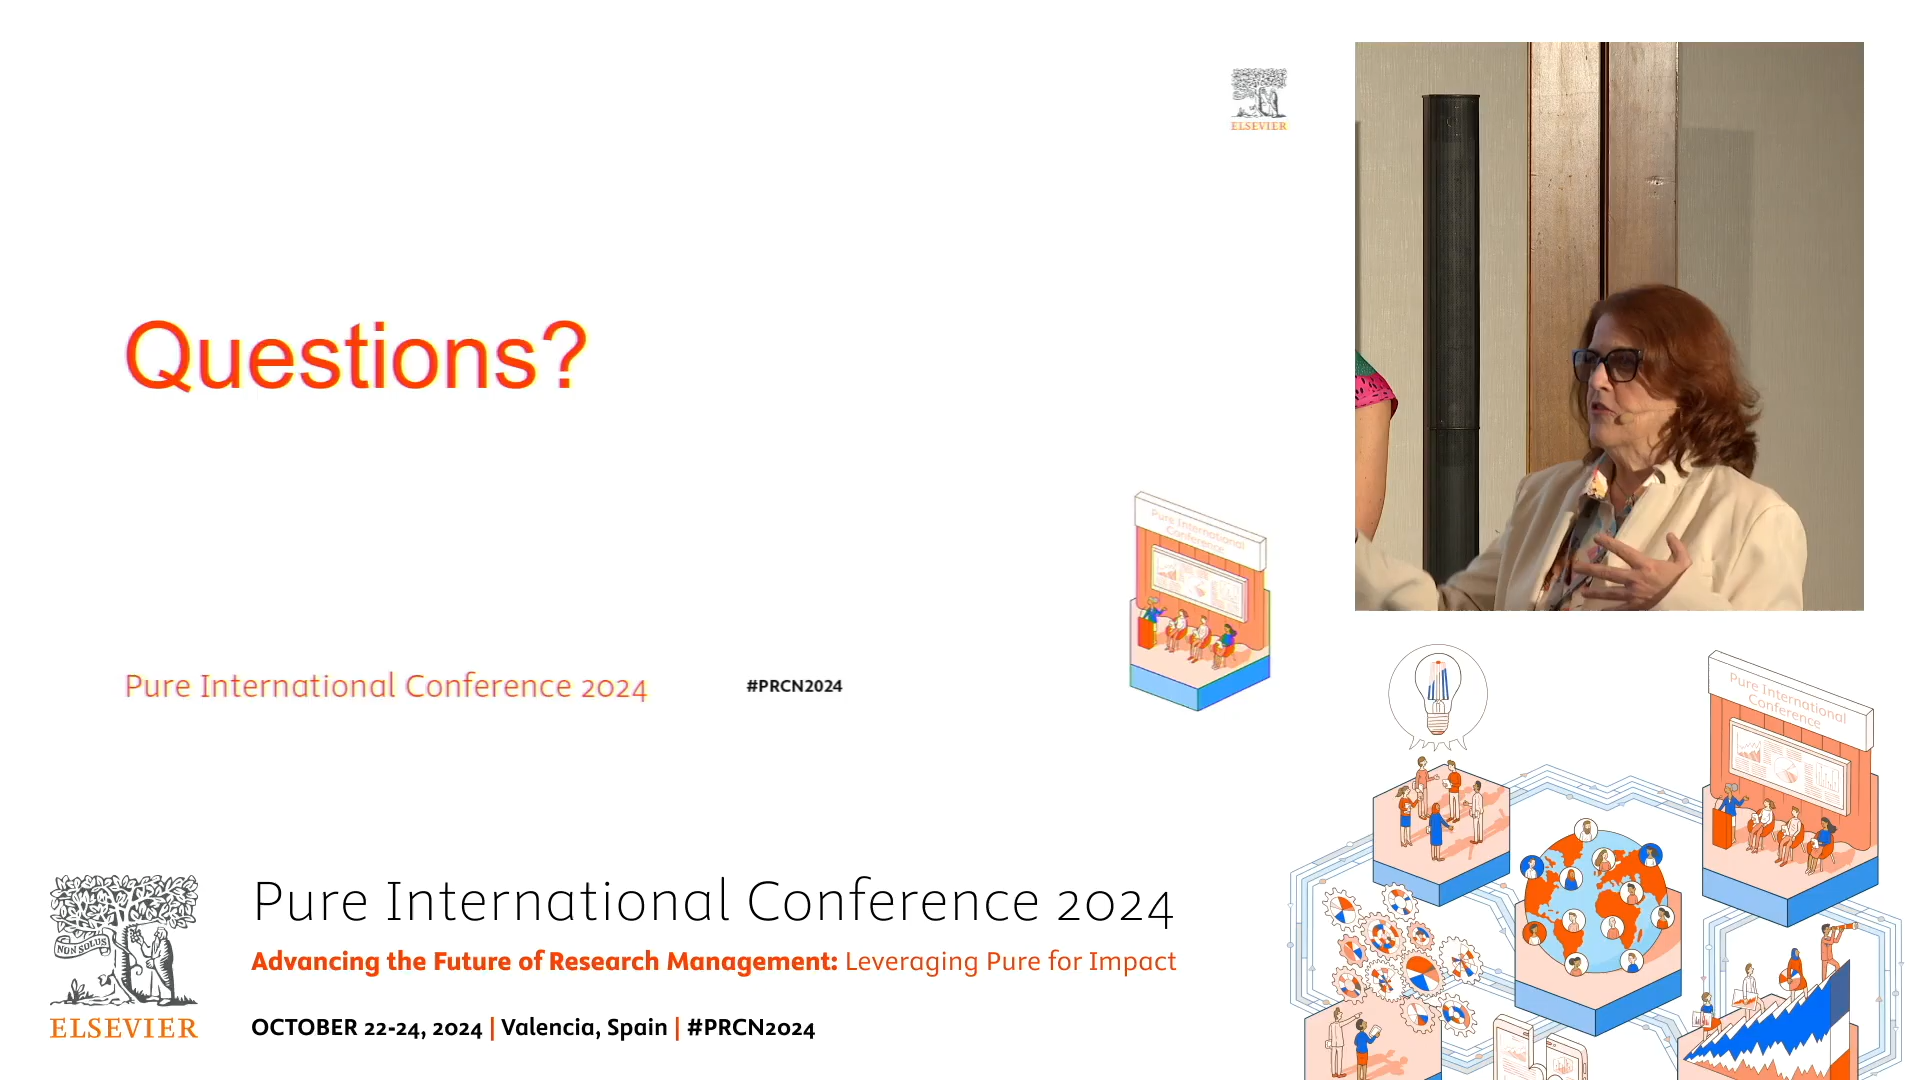 ELSEVIER
Questions?
Pure International
Conference
Pure International Conference 2024
#PRCN2024
Pure International
Conference
NON SOLUS
ELSEVIER
Pure International Conference 2024
Advancing the Future of Research Management: Leveraging Pure for Impact
OCTOBER 22-24, 2024 | Valencia, Spain | #PRCN2024